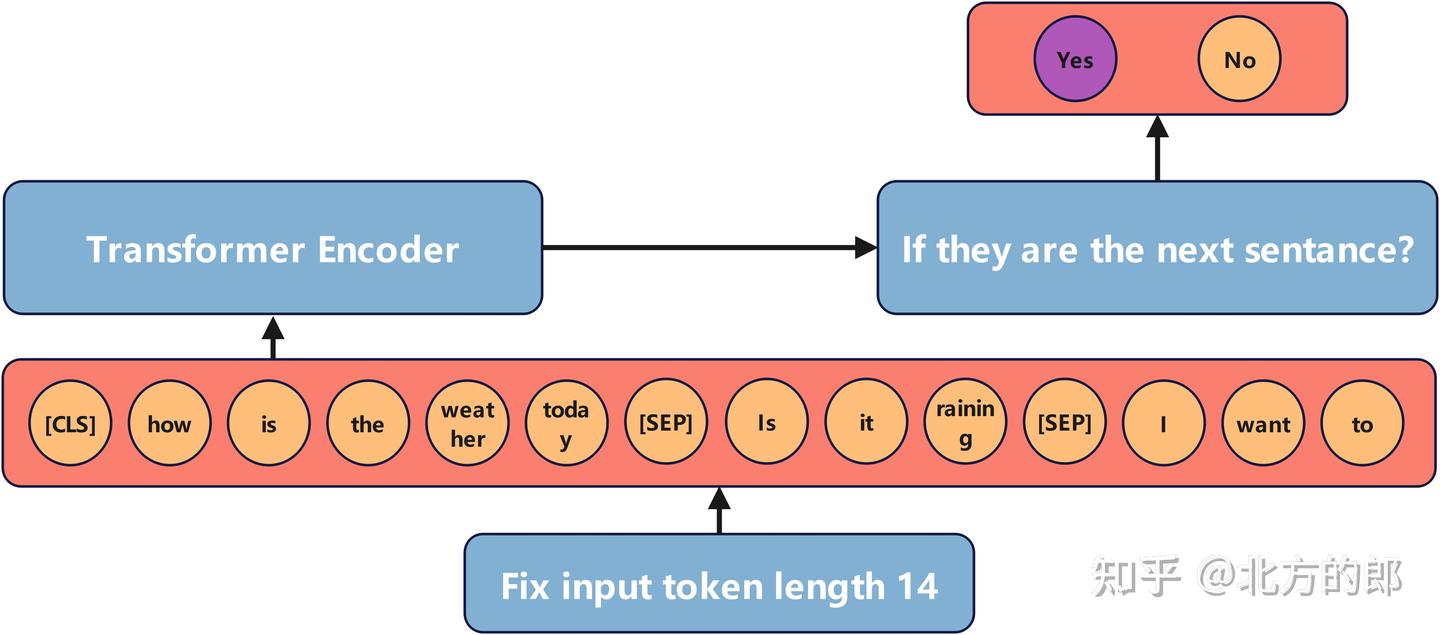 Yes
No
Transformer Encoder
If they are the next sentance?
[CLS] how is the weat her toda y [SEP] Is it rainin g [SEP] I want to
Fix input token length 14
知乎 @北方的郎